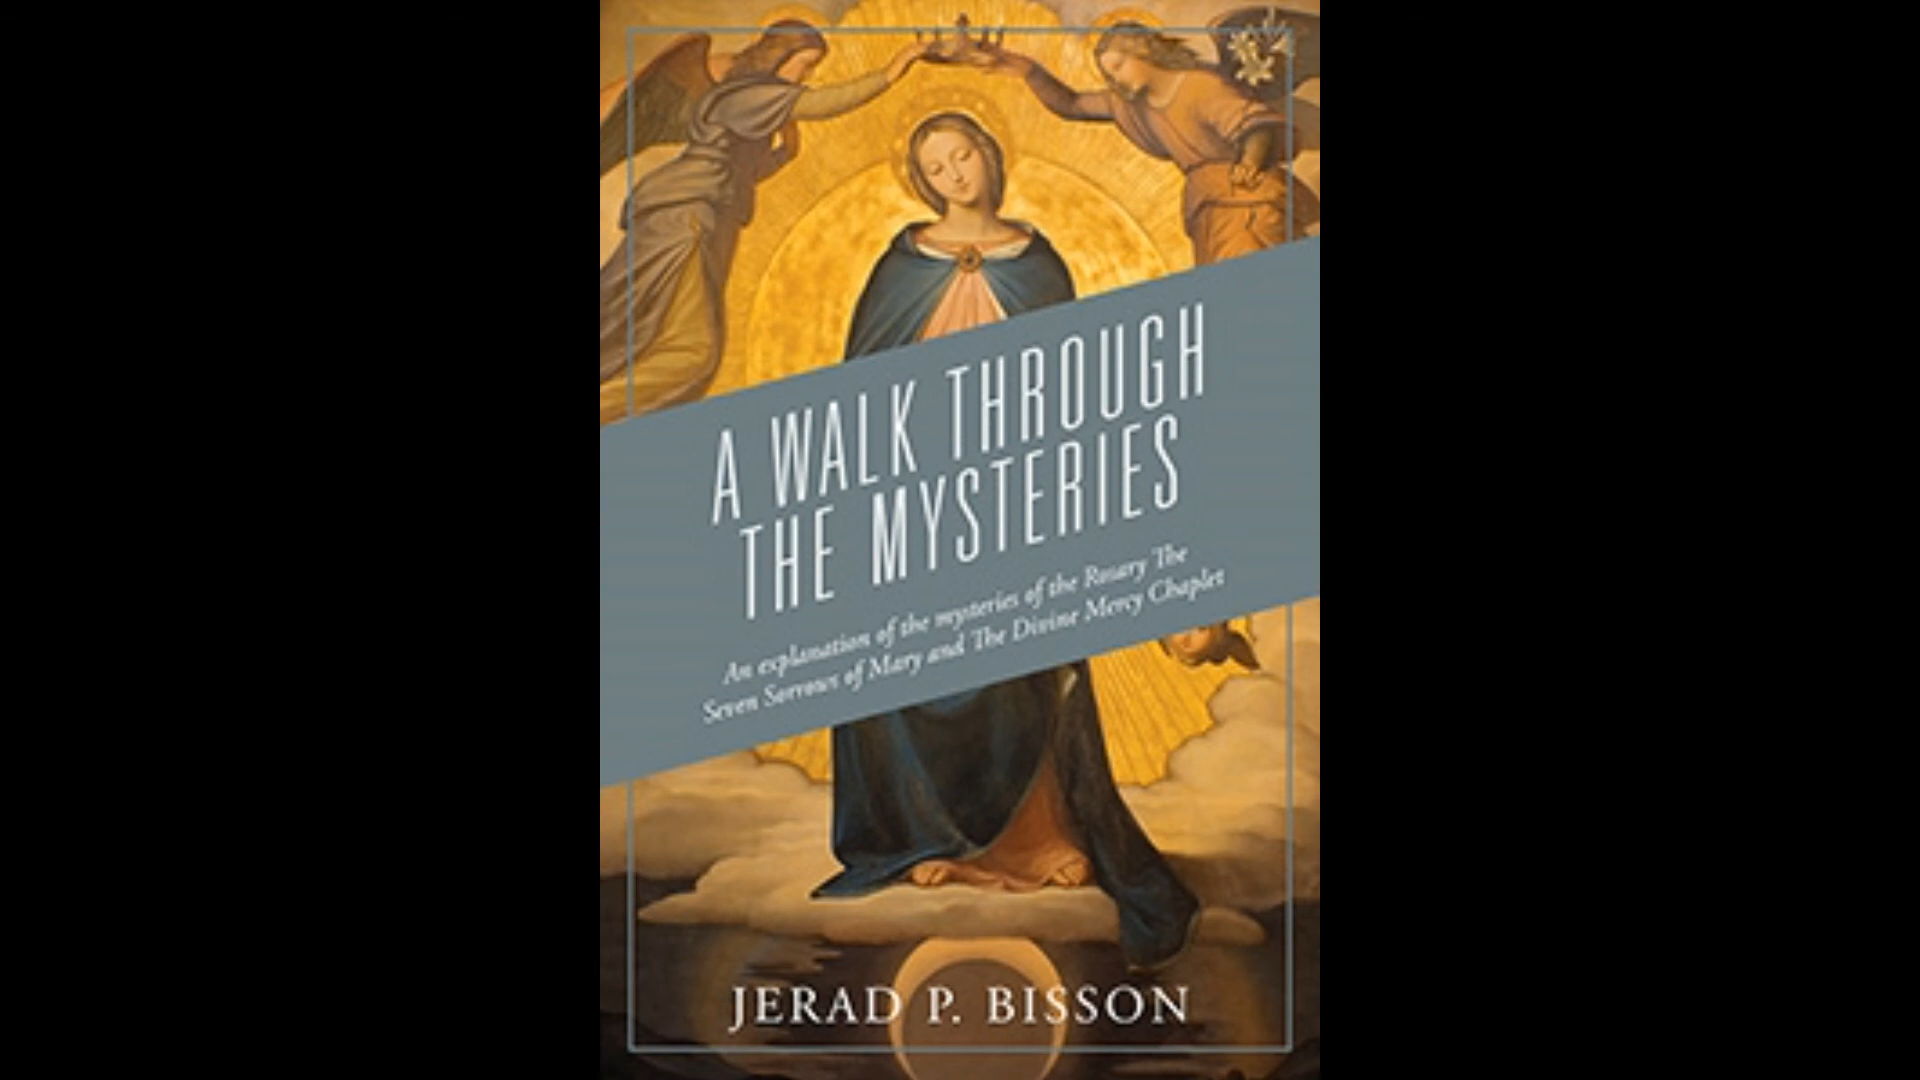 A WALK THROUGH
THE MYSTERIES
An explanation of the mysteries of the Rosary The
Seven Sorrows of Mary and The Divine Mercy Chaplet
JERAD P. BISSON